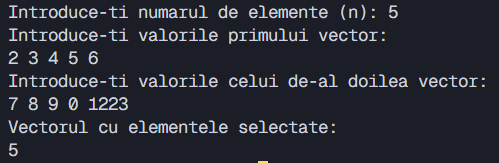 Introduce-ti numarul de elemente (n): 5
Introduce-ti valorile primului vector:
2 3 4 5 6
Introduce-ti valorile celui de-al doilea vector:
7 8 9 0 1223
Vectorul cu elementele selectate:
5